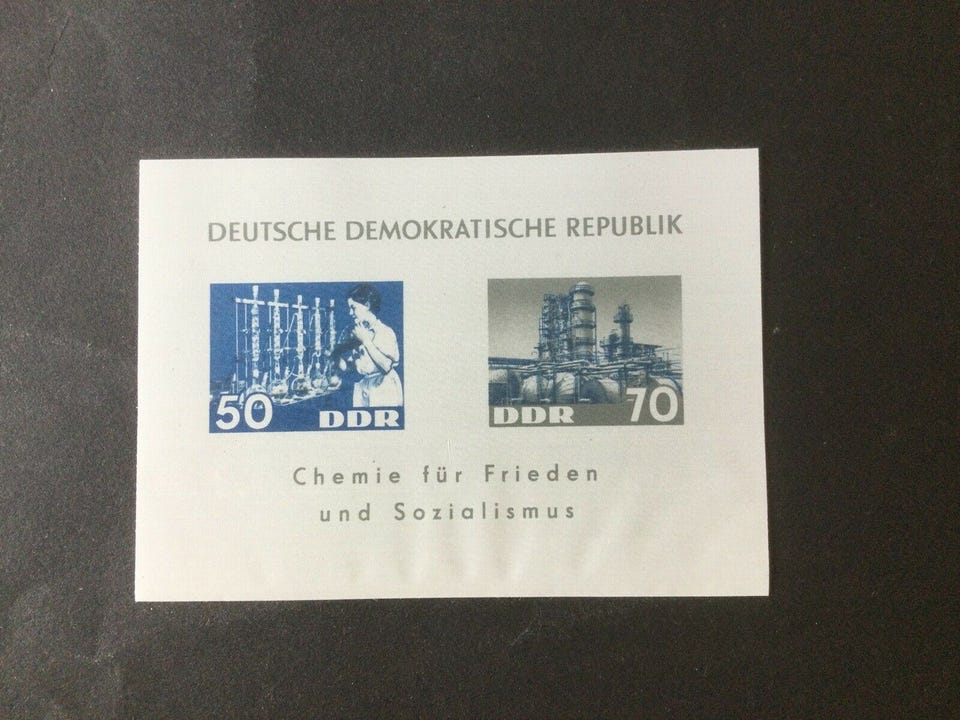 DEUTSCHE DEMOKRATISCHE REPUBLIK
50 DDR
DDR 70
Chemie für Frieden
und Sozialismus